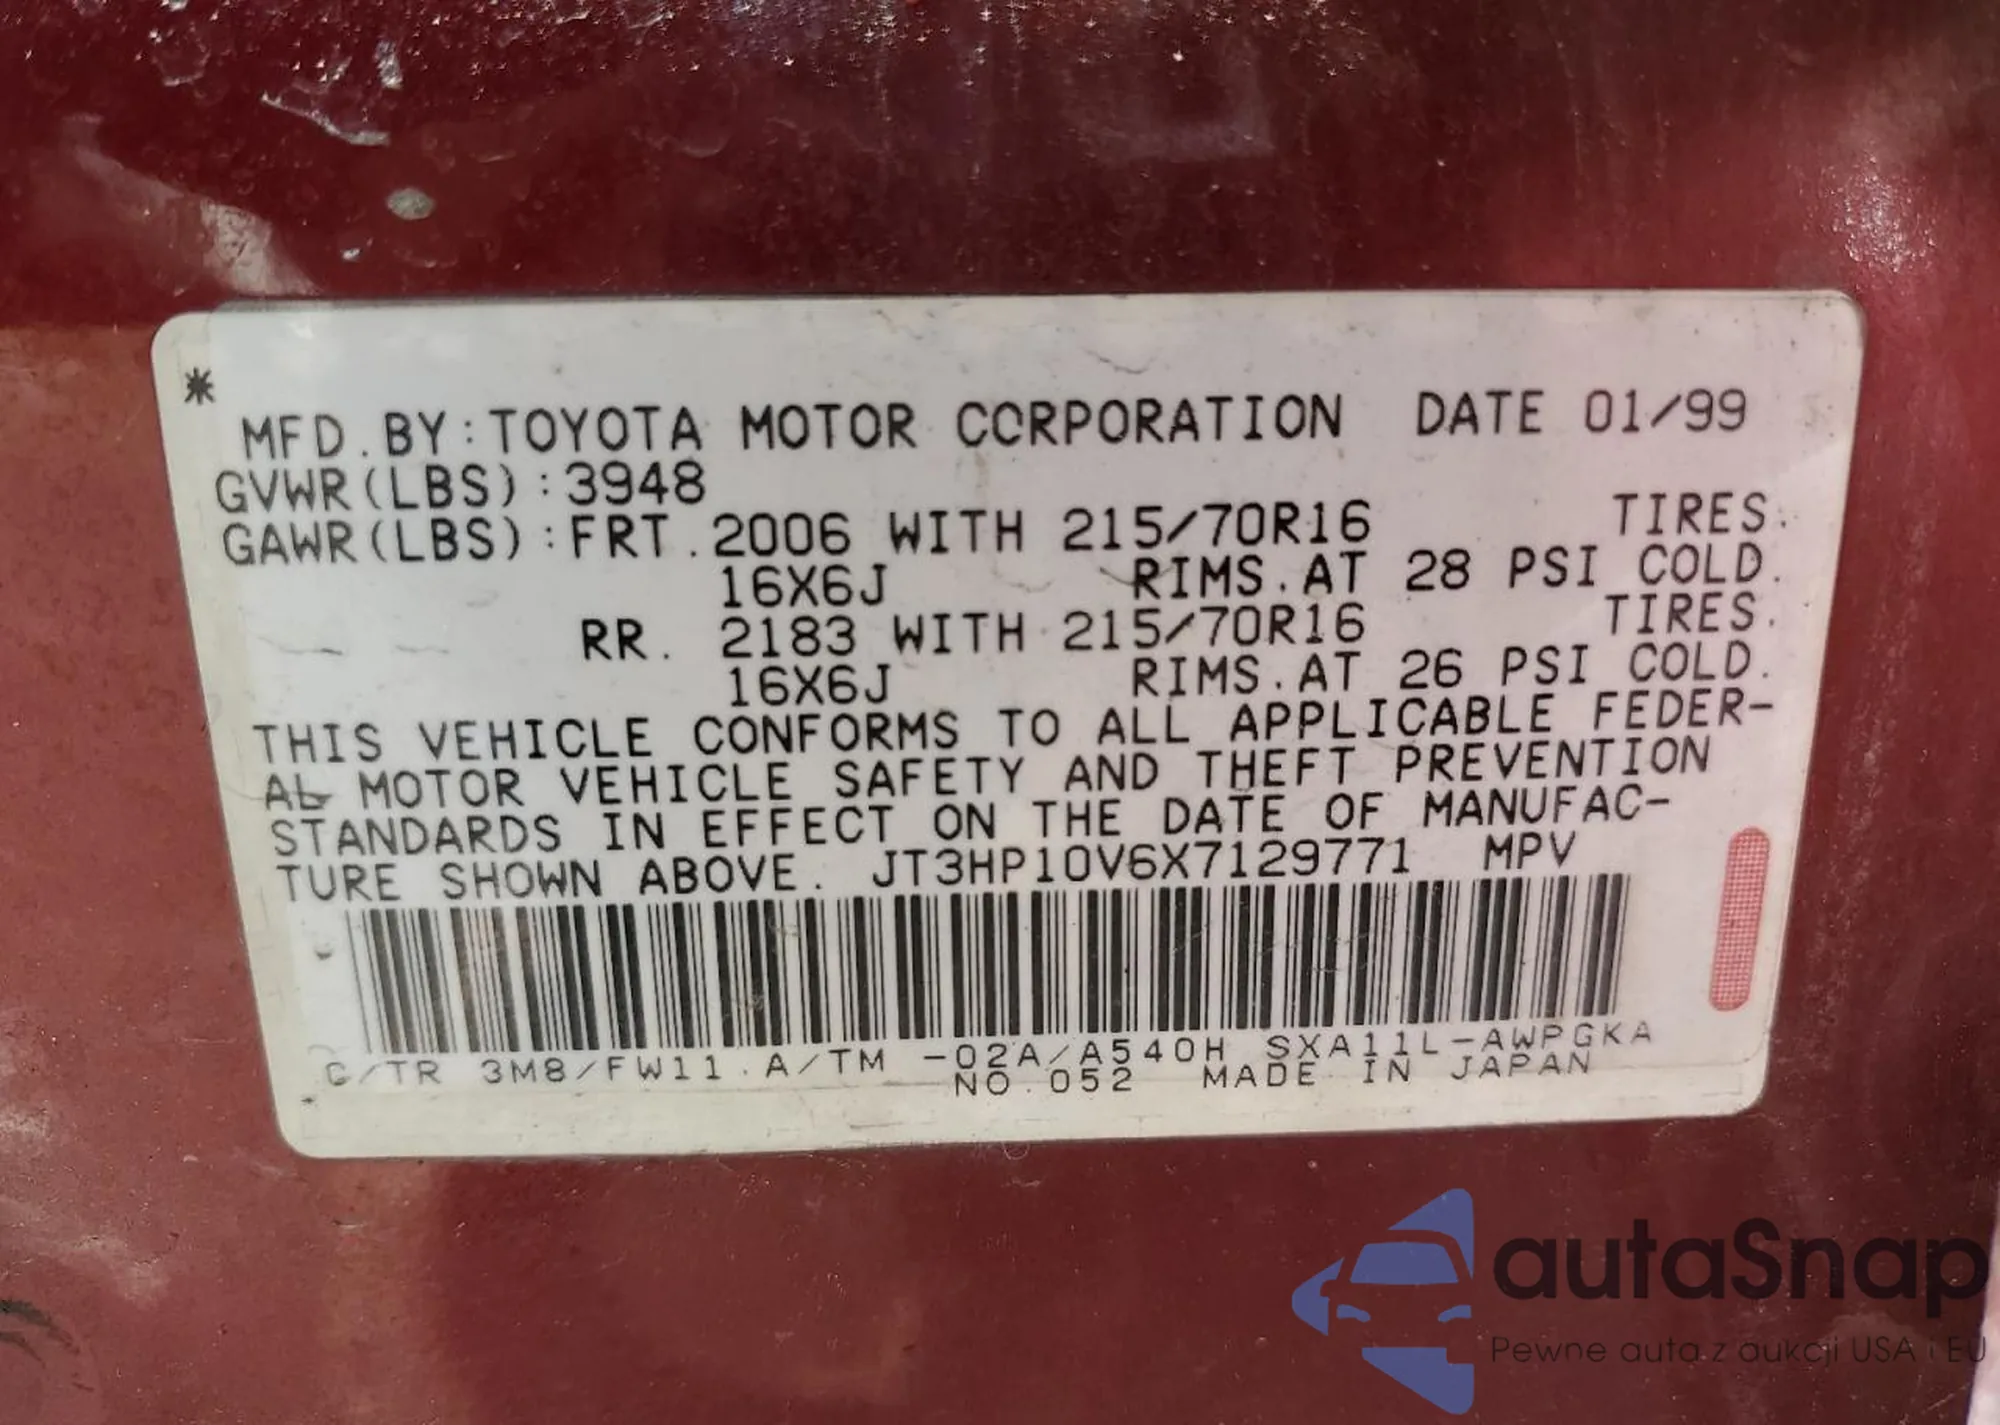 *
MFD.BY:TOYOTA MOTOR CORPORATION DATE 01/99
GVWR(LBS):3948
GAWR(LBS):FRT.2006 WITH 215/70R16 TIRES.
16X6J RIMS.AT 28 PSI COLD.
RR. 2183 WITH 215/70R16 TIRES.
16X6J RIMS.AT 26 PSI COLD.
THIS VEHICLE CONFORMS TO ALL APPLICABLE FEDER-
AL MOTOR VEHICLE SAFETY AND THEFT PREVENTION
STANDARDS IN EFFECT ON THE DATE OF MANUFAC-
TURE SHOWN ABOVE. JT3HP10V6X7129771 MPV
C/TR 3M8/FW11.A/TM -02A/A540H SXA11L-AWPGKA
NO.052 MADE IN JAPAN
autaSnap
Pewne auta z aukcji USA i EU